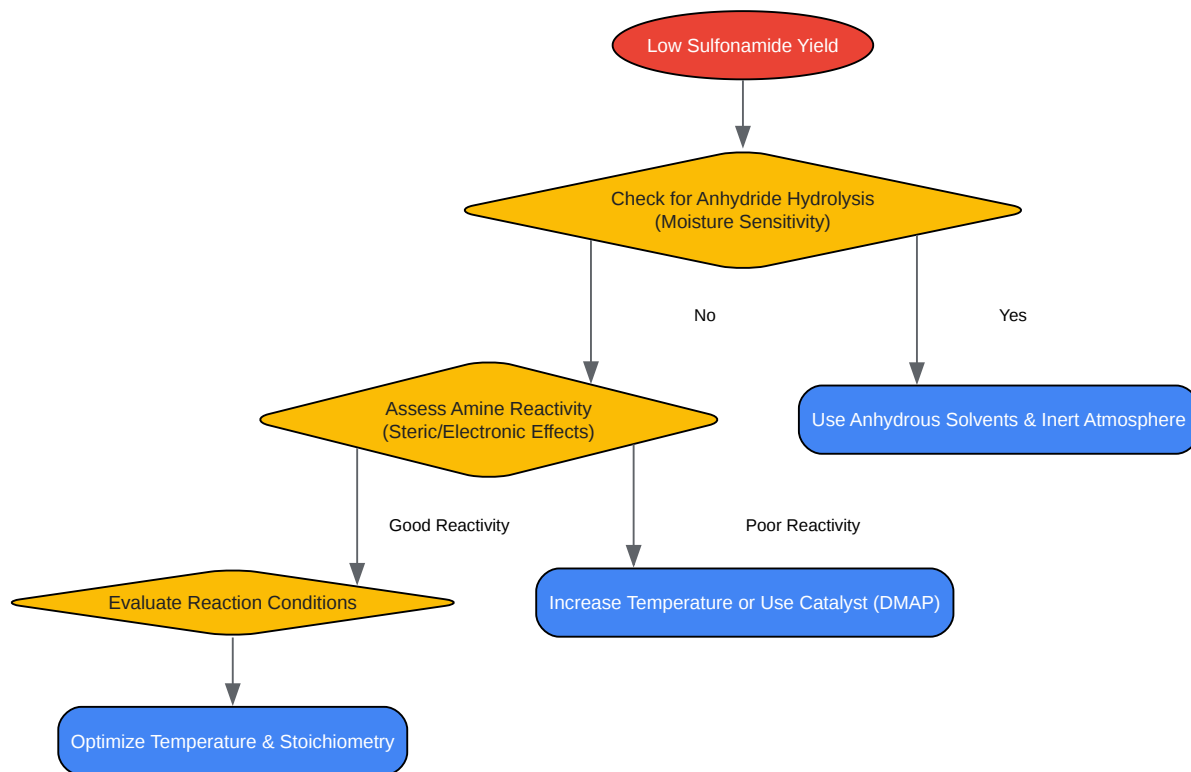 Low Sulfonamide Yield
Check for Anhydride Hydrolysis
(Moisture Sensitivity)
No
Yes
Assess Amine Reactivity
(Steric/Electronic Effects)
Use Anhydrous Solvents & Inert Atmosphere
Good Reactivity
Poor Reactivity
Evaluate Reaction Conditions
Increase Temperature or Use Catalyst (DMAP)
Optimize Temperature & Stoichiometry